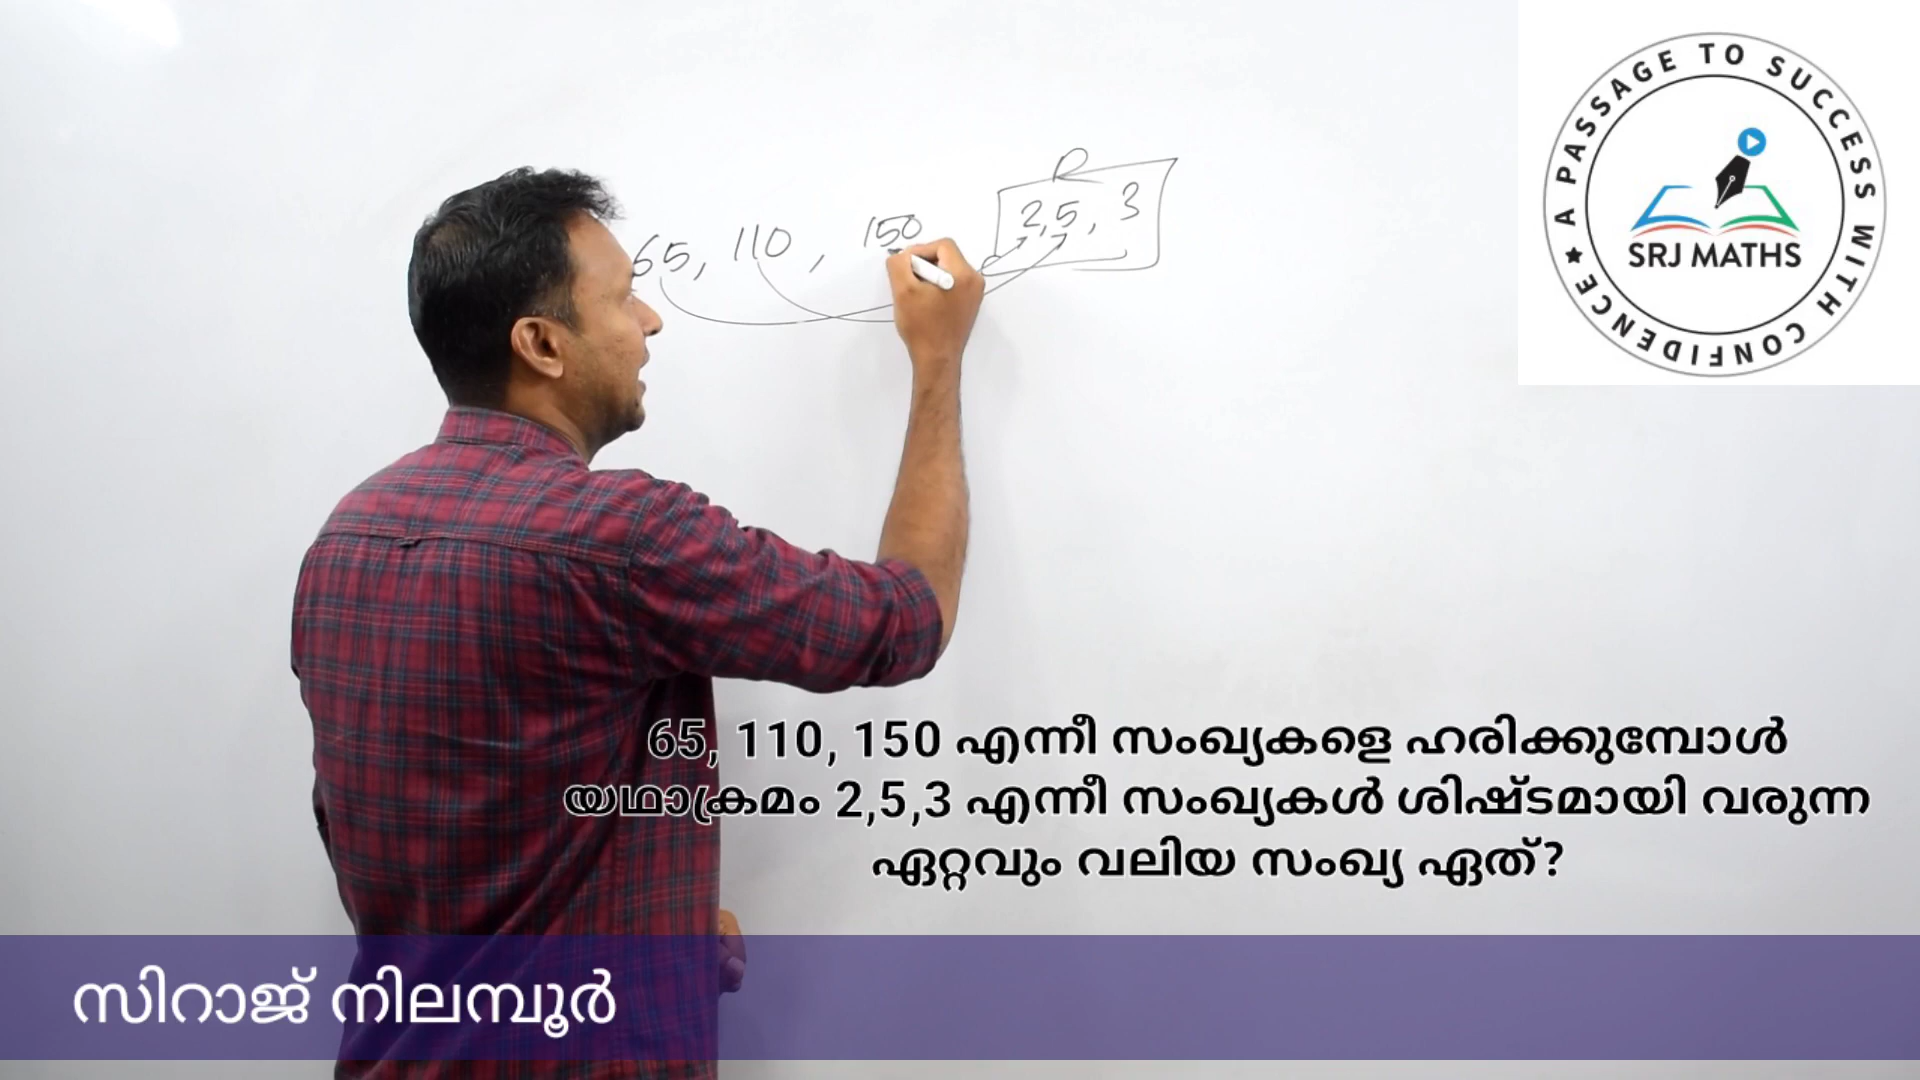 A PASSAGE TO SUCCESS WITH CONFIDENCE ★
SRJ MATHS
R
65, 110, 150 2,5, 3
65, 110, 150 എന്നീ സംഖ്യകളെ ഹരിക്കുമ്പോൾ
യഥാക്രമം 2,5,3 എന്നീ സംഖ്യകൾ ശിഷ്ടമായി വരുന്ന
ഏറ്റവും വലിയ സംഖ്യ ഏത്?
സിറാജ് നിലമ്പൂർ